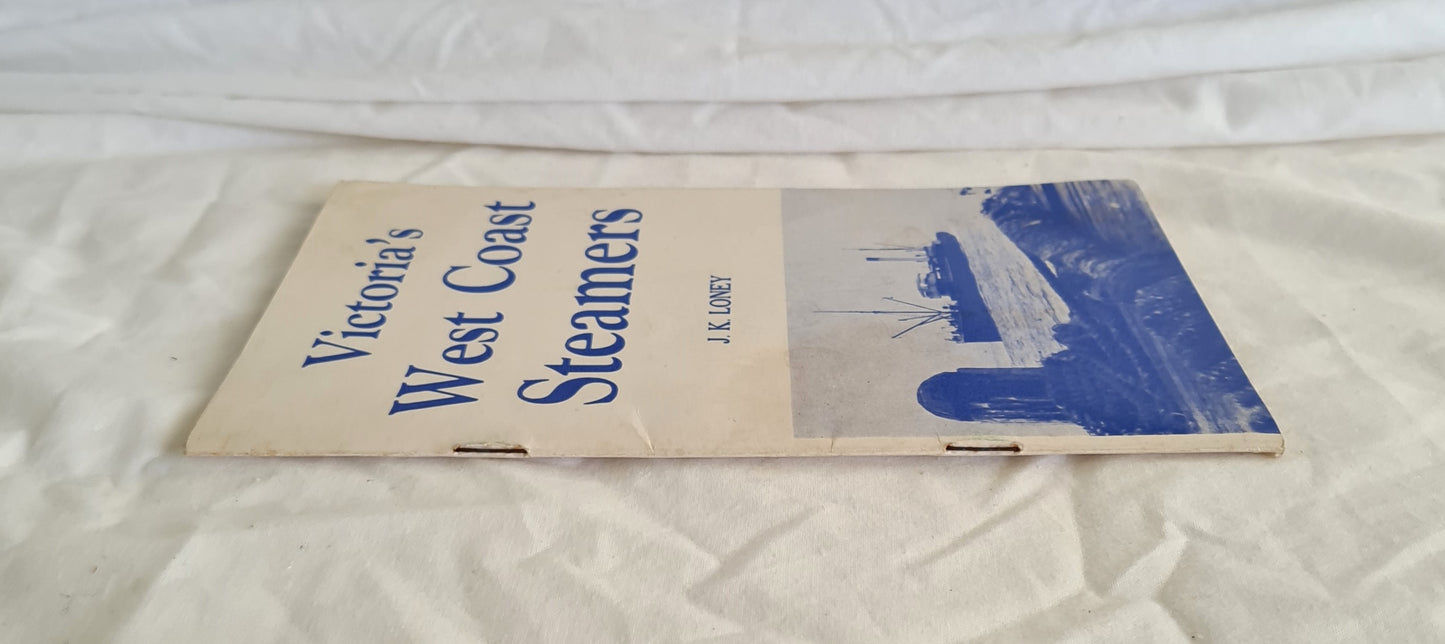 Victoria's
West Coast
Steamers
J. K. LONEY